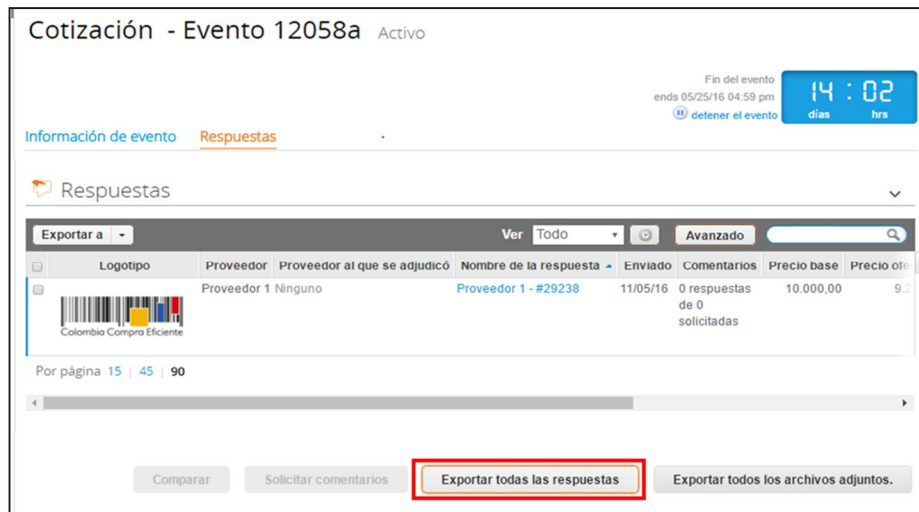 Cotización - Evento 12058a Activo
Fin del evento
ends 05/25/16 04:59 pm
detener el evento
14 : 02
días hrs
Información de evento Respuestas
Respuestas
Exportar a Ver Todo Avanzado
Logotipo Proveedor Proveedor al que se adjudicó Nombre de la respuesta Enviado Comentarios Precio base Precio ofe
Proveedor 1 Ninguno Proveedor 1 - #29238 11/05/16 0 respuestas 10.000,00 9.2
de 0
solicitadas
Colombia Compra Eficiente
Por página 15 | 45 | 90
Comparar Solicitar comentarios Exportar todas las respuestas Exportar todos los archivos adjuntos.